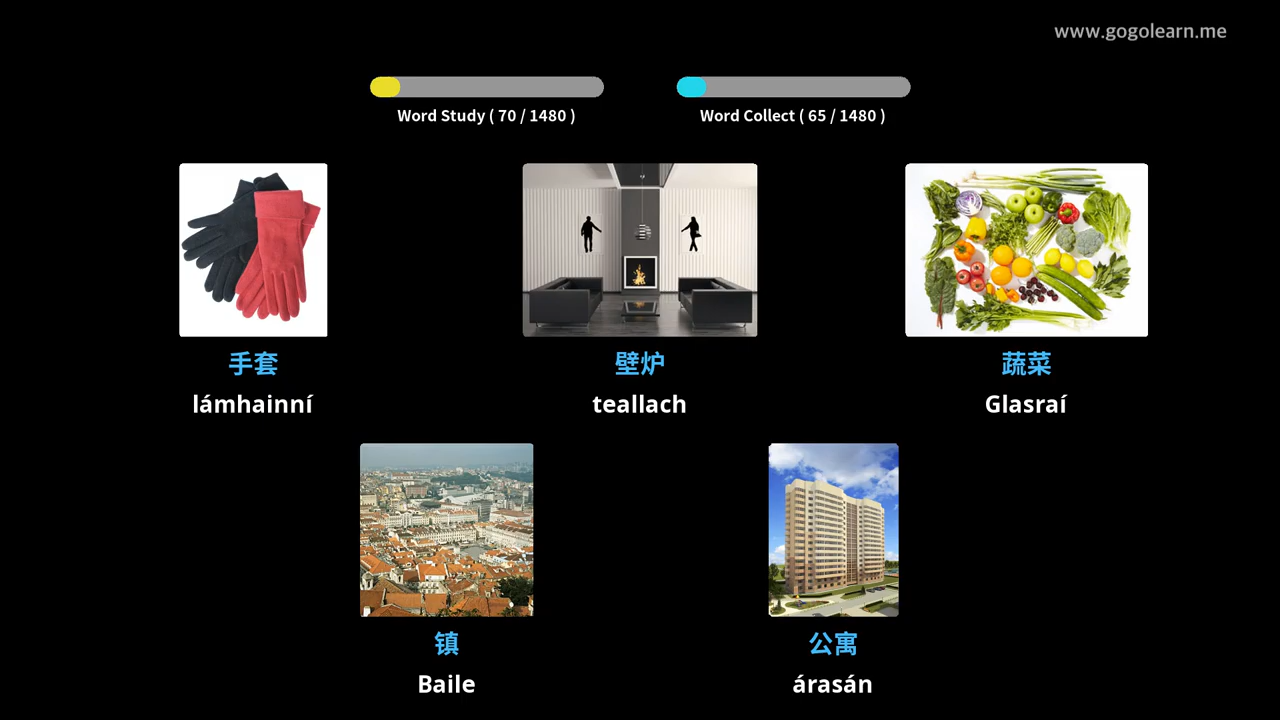 www.gogolearn.me
Word Study ( 70 / 1480 )
Word Collect ( 65 / 1480 )
手套
lámhainní
壁炉
teallach
蔬菜
Glasraí
镇
Baile
公寓
árasán